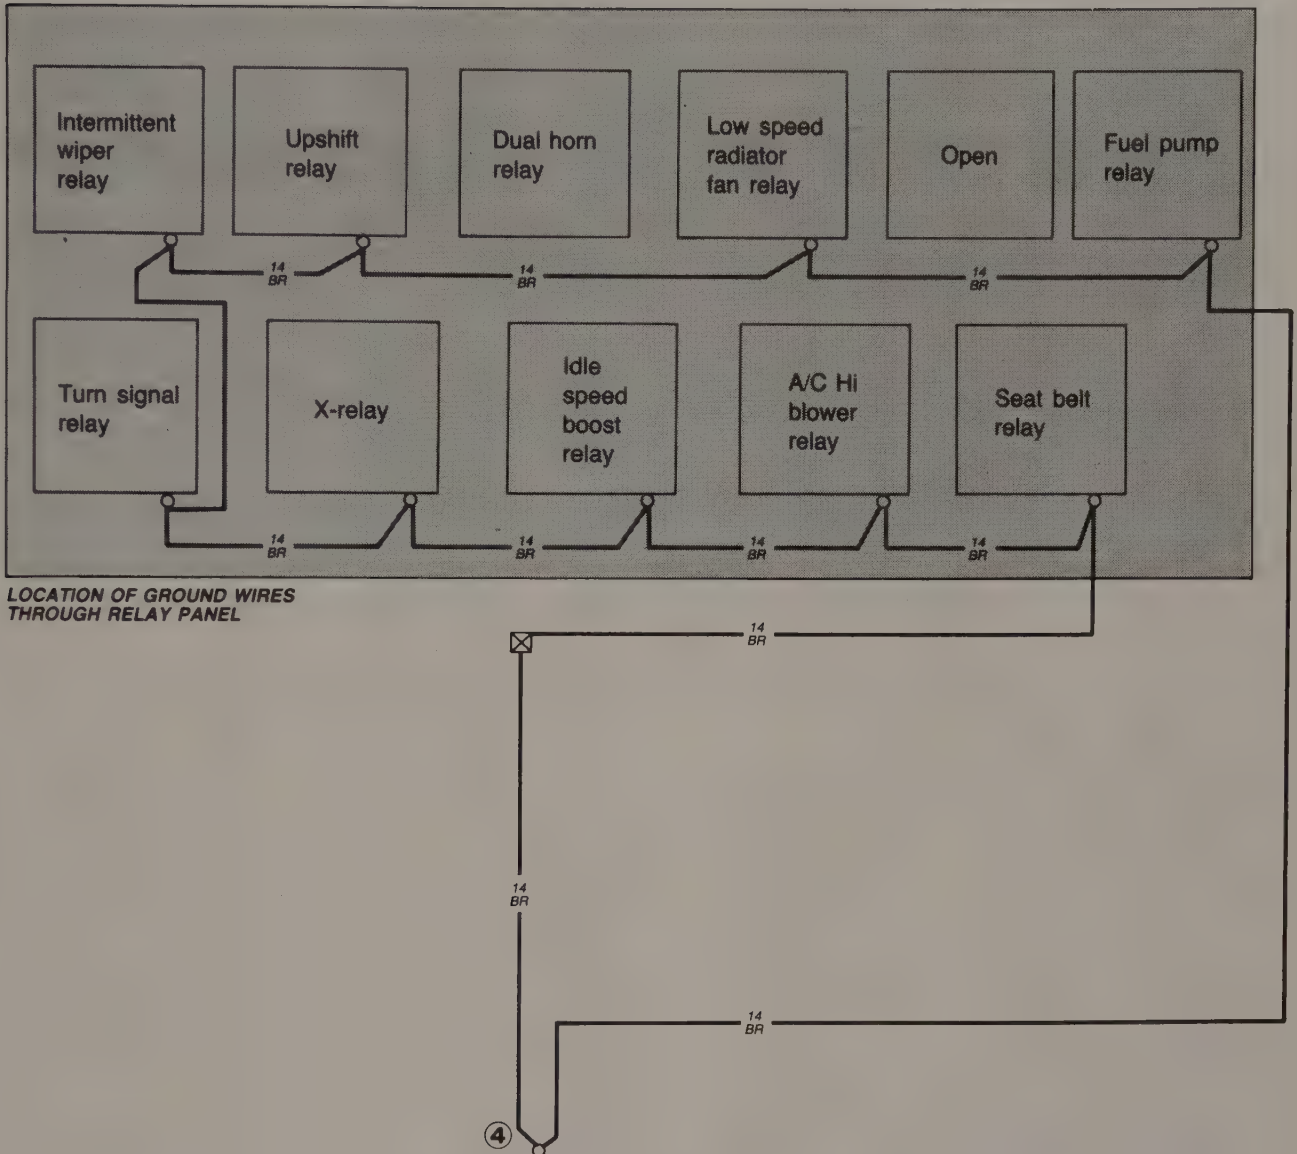 Intermittent
wiper
relay
Upshift
relay
Dual horn
relay
Low speed
radiator
fan relay
Open
Fuel pump
relay
14
BR
14
BR
14
BR
Turn signal
relay
X-relay
Idle
speed
boost
relay
A/C Hi
blower
relay
Seat belt
relay
14
BR
14
BR
14
BR
14
BR
LOCATION OF GROUND WIRES
THROUGH RELAY PANEL
14
BR
14
BR
14
BR
4